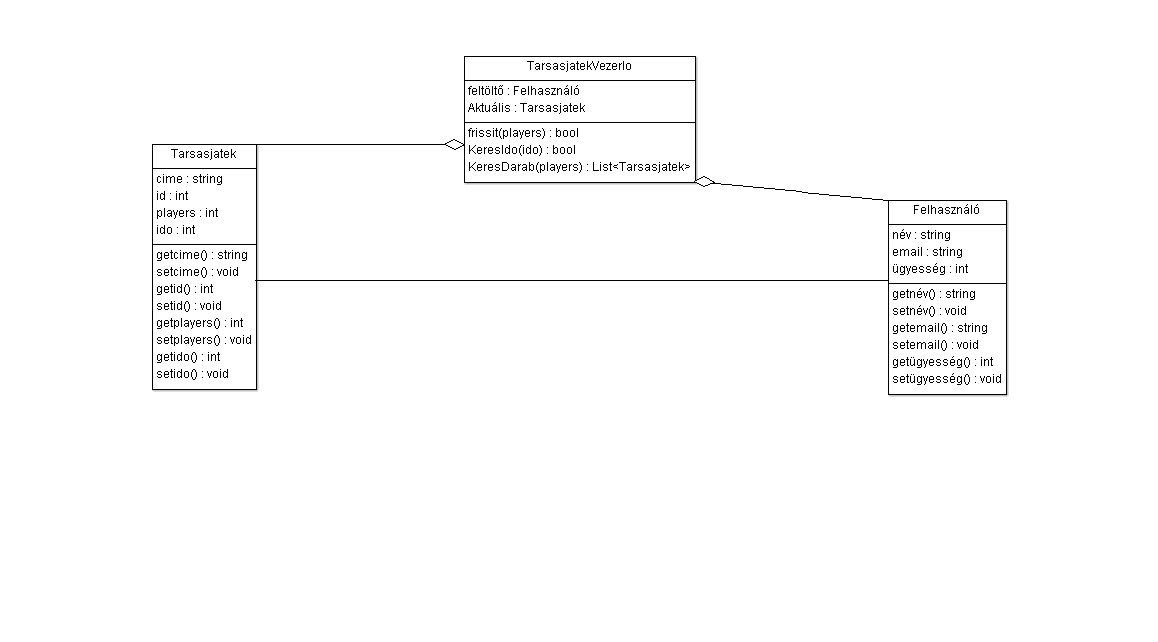 TarsasjatekVezerlo
feltöltő : Felhasználó
Aktuális : Tarsasjatek
frissit(players) : bool
KeresIdo(ido) : bool
KeresDarab(players) : List<Tarsasjatek>
Tarsasjatek
cime : string
id : int
players : int
ido : int
getcime() : string
setcime() : void
getid() : int
setid() : void
getplayers() : int
setplayers() : void
getido() : int
setido() : void
Felhasználó
név : string
email : string
ügyesség : int
getnév() : string
setnév() : void
getemail() : string
setemail() : void
getügyesség() : int
setügyesség() : void